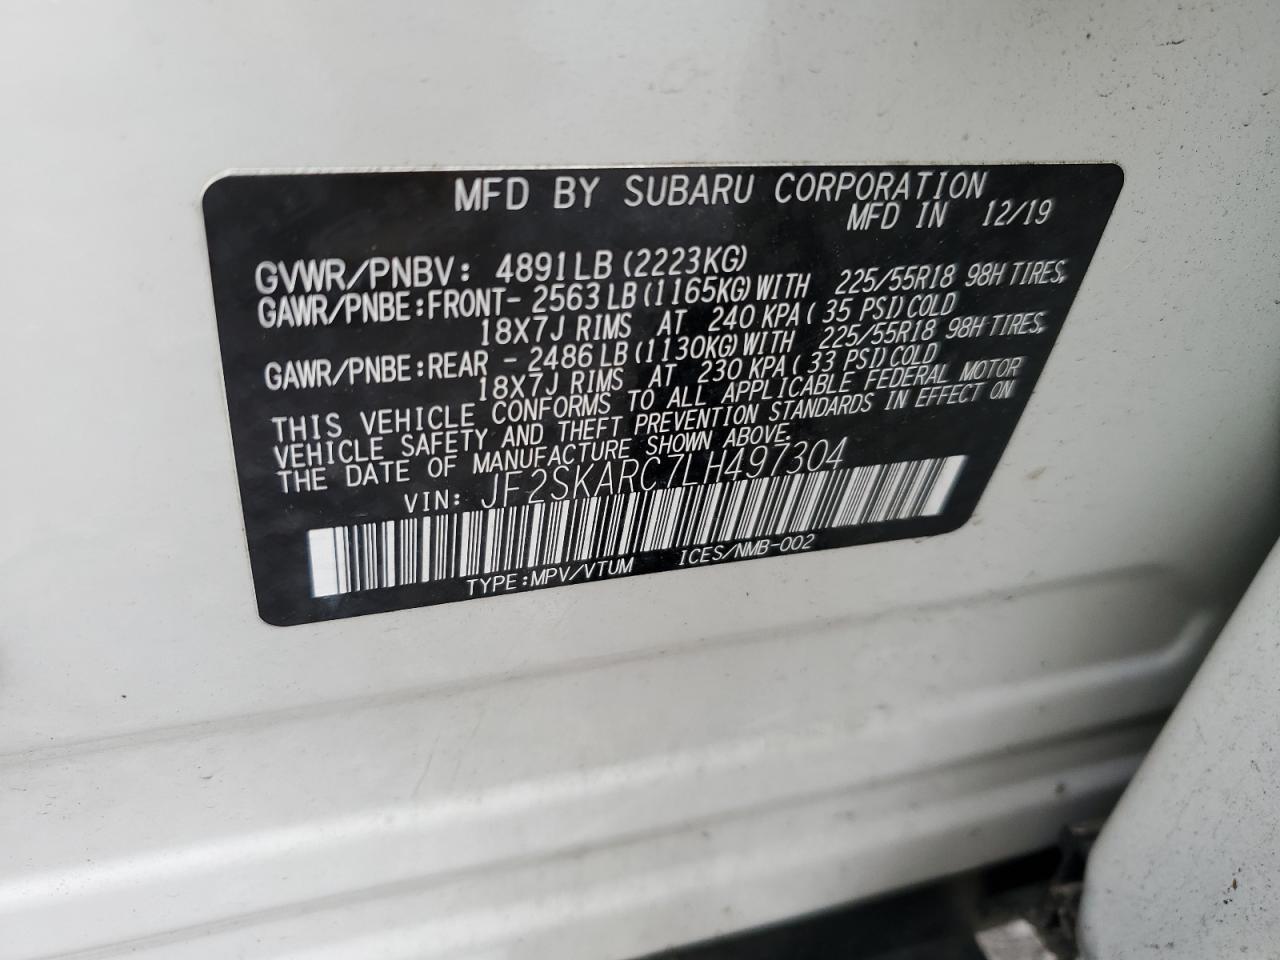 MFD BY SUBARU CORPORATION
MFD IN 12/19
GVWR/PNBV: 4891LB (2223KG)
GAWR/PNBE:FRONT- 2563LB(1165KG)WITH 225/55R18 98H TIRES,
18X7J RIMS AT 240 KPA( 35 PSI)COLD
GAWR/PNBE:REAR - 2486LB(1130KG)WITH 225/55R18 98H TIRES,
18X7J RIMS AT 230 KPA( 33 PSI)COLD
THIS VEHICLE CONFORMS TO ALL APPLICABLE FEDERAL MOTOR
VEHICLE SAFETY AND THEFT PREVENTION STANDARDS IN EFFECT ON
THE DATE OF MANUFACTURE SHOWN ABOVE.
VIN: JF2SKARC7LH497304
TYPE:MPV/VTUM ICES/NMB-002